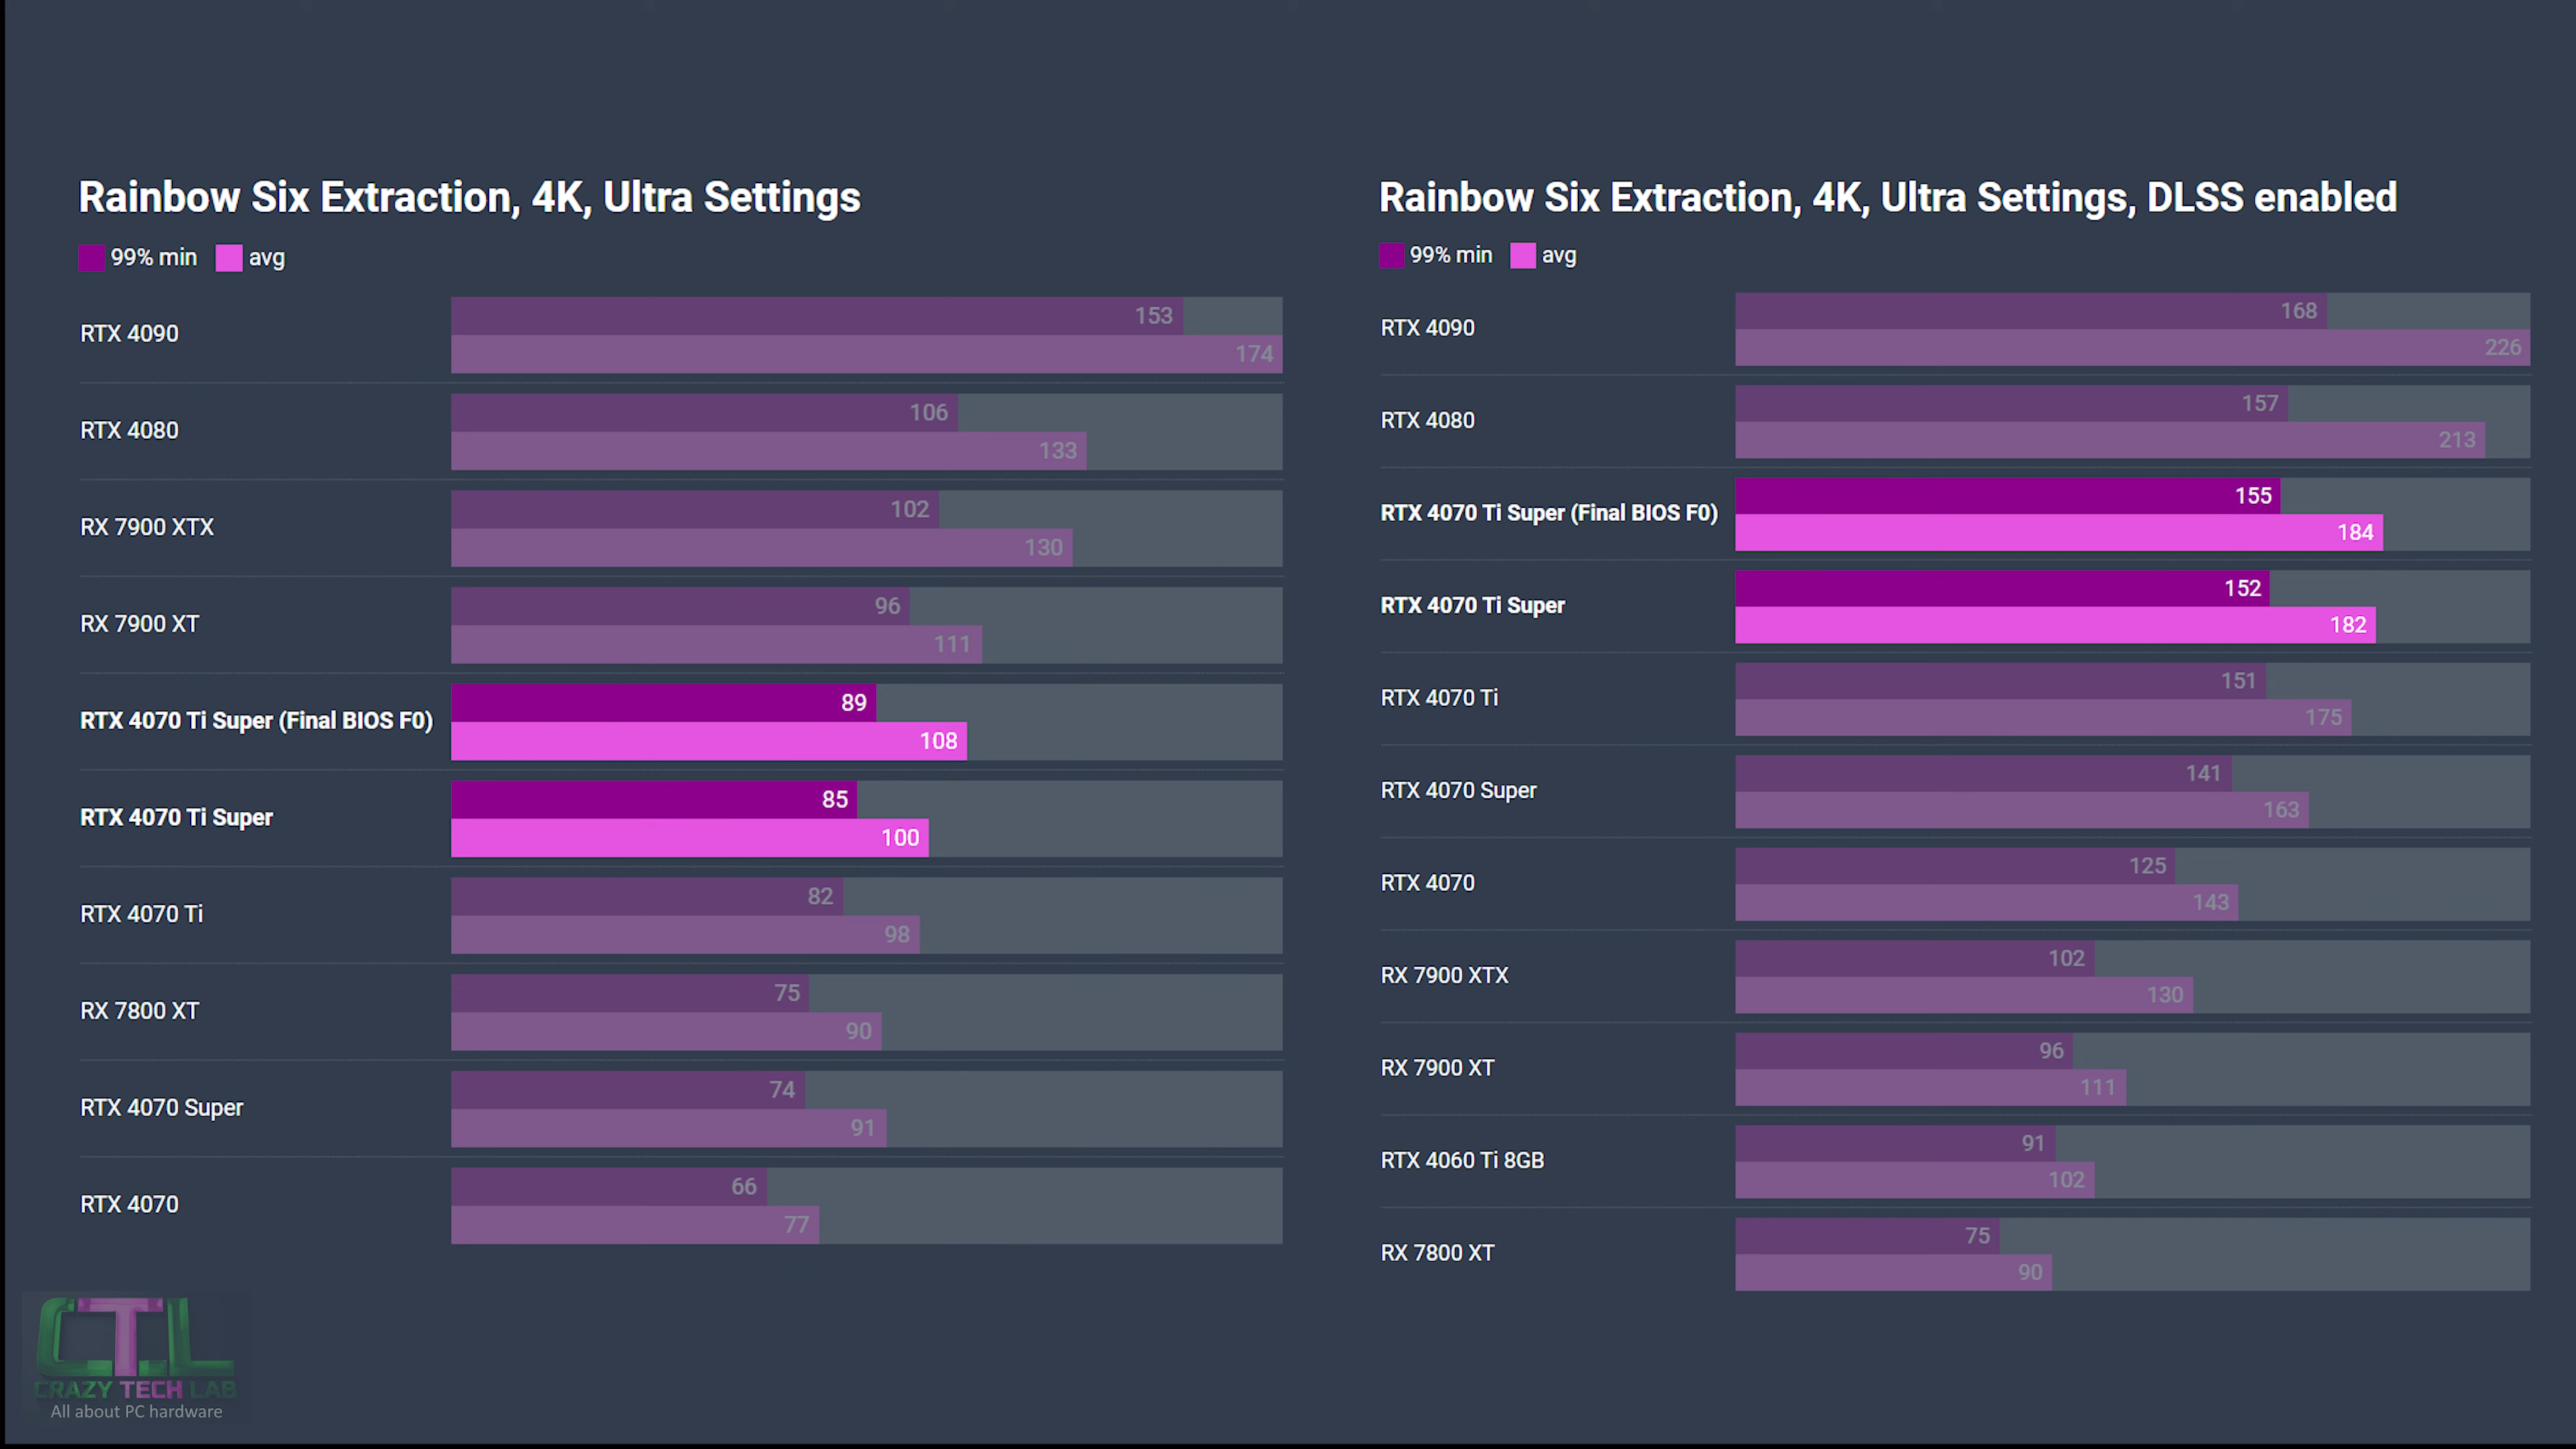 Rainbow Six Extraction, 4K, Ultra Settings
99% min avg
RTX 4090
153
174
RTX 4080
106
133
RX 7900 XTX
102
130
RX 7900 XT
96
111
RTX 4070 Ti Super (Final BIOS F0)
89
108
RTX 4070 Ti Super
85
100
RTX 4070 Ti
82
98
RX 7800 XT
75
90
RTX 4070 Super
74
91
RTX 4070
66
77
Rainbow Six Extraction, 4K, Ultra Settings, DLSS enabled
99% min avg
RTX 4090
168
226
RTX 4080
157
213
RTX 4070 Ti Super (Final BIOS F0)
155
184
RTX 4070 Ti Super
152
182
RTX 4070 Ti
151
175
RTX 4070 Super
141
163
RTX 4070
125
143
RX 7900 XTX
102
130
RX 7900 XT
96
111
RTX 4060 Ti 8GB
91
102
RX 7800 XT
75
90
CTL
CRAZY TECH LAB
All about PC hardware